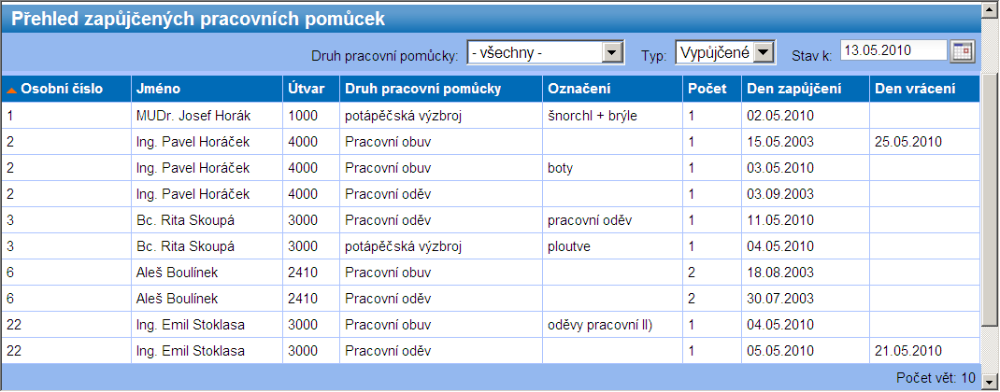 Přehled zapůjčených pracovních pomůcek
Druh pracovní pomůcky: - všechny - Typ: Vypůjčené Stav k: 13.05.2010
Osobní číslo Jméno Útvar Druh pracovní pomůcky Označení Počet Den zapůjčení Den vrácení
1 MUDr. Josef Horák 1000 potápěčská výzbroj šnorchl + brýle 1 02.05.2010
2 Ing. Pavel Horáček 4000 Pracovní obuv 1 15.05.2003 25.05.2010
2 Ing. Pavel Horáček 4000 Pracovní obuv boty 1 03.05.2010
2 Ing. Pavel Horáček 4000 Pracovní oděv 1 03.09.2003
3 Bc. Rita Skoupá 3000 Pracovní oděv pracovní oděv 1 11.05.2010
3 Bc. Rita Skoupá 3000 potápěčská výzbroj ploutve 1 04.05.2010
6 Aleš Boulínek 2410 Pracovní obuv 2 18.08.2003
6 Aleš Boulínek 2410 Pracovní oděv 2 30.07.2003
22 Ing. Emil Stoklasa 3000 Pracovní obuv oděvy pracovní II) 1 04.05.2010
22 Ing. Emil Stoklasa 3000 Pracovní oděv 1 05.05.2010 21.05.2010
Počet vět: 10